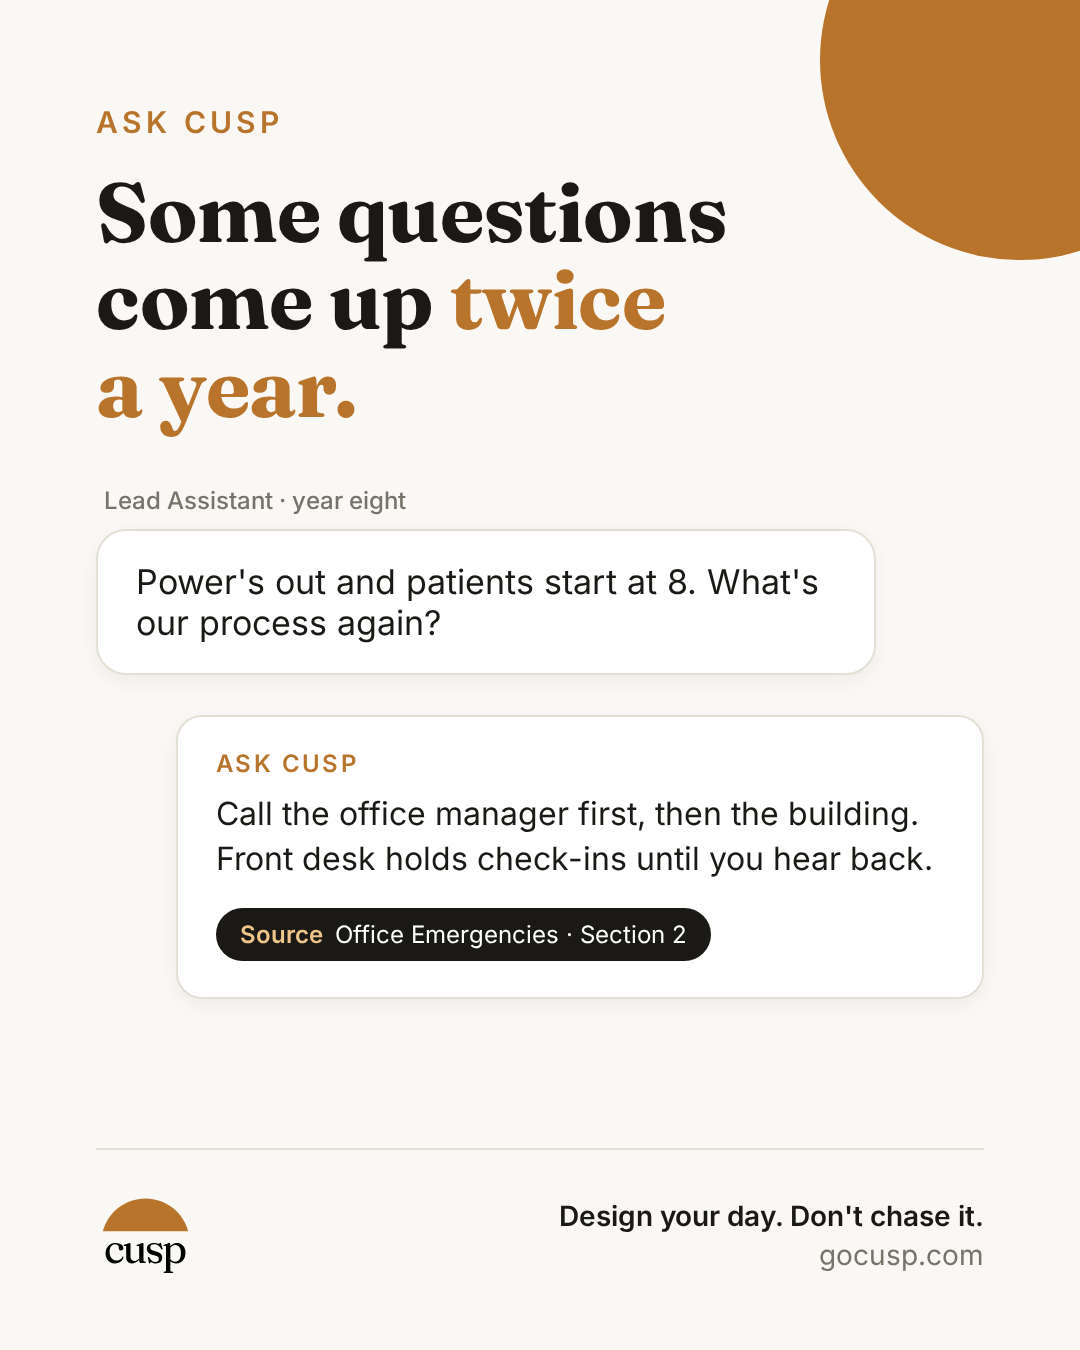 ASK CUSP
Some questions
come up twice
a year.
Lead Assistant · year eight
Power's out and patients start at 8. What's
our process again?
ASK CUSP
Call the office manager first, then the building.
Front desk holds check-ins until you hear back.
Source Office Emergencies · Section 2
cusp
Design your day. Don't chase it.
gocusp.com